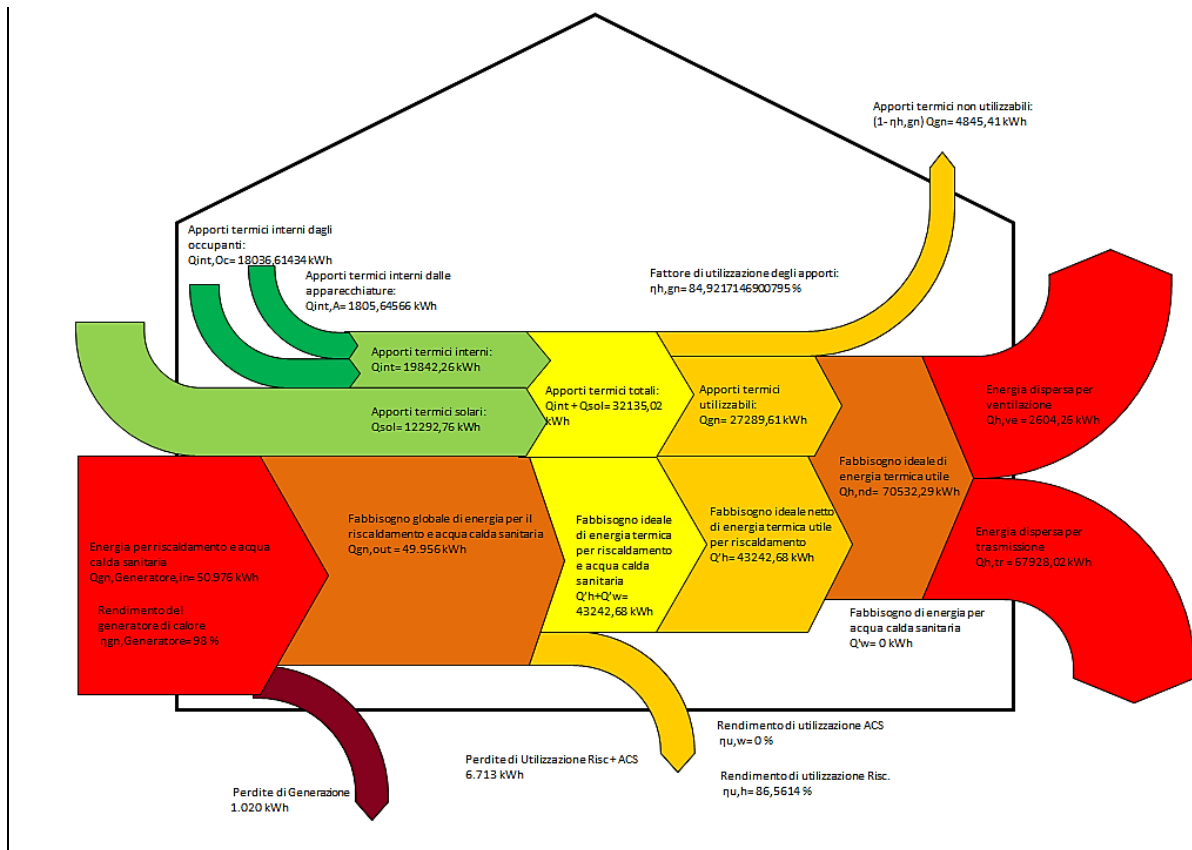 Apporti termici non utilizzabili:
(1- ηh,gn) Qgn= 4845,41 kWh
Apporti termici interni dagli
occupanti:
Qint,Oc= 18036,61434 kWh
Apporti termici interni dalle
apparecchiature:
Qint,A= 1805,64566 kWh
Fattore di utilizzazione degli apporti:
ηh,gn= 84,9217146900795 %
Apporti termici interni:
Qint= 19842,26 kWh
Apporti termici solari:
Qsol= 12292,76 kWh
Apporti termici totali:
Qint + Qsol= 32135,02
kWh
Apporti termici
utilizzabili:
Qgn= 27289,61 kWh
Energia dispersa per
ventilazione
Qh,ve= 2604,26 kWh
Fabbisogno ideale di
energia termica utile
Qh,nd= 70532,29 kWh
Energia per riscaldamento e acqua
calda sanitaria
Qgn,Generatore,in= 50.976 kWh
Rendimento del
generatore di calore
ηgn,Generatore= 98 %
Fabbisogno globale di energia per il
riscaldamento e acqua calda sanitaria
Qgn,out = 49.956 kWh
Fabbisogno ideale
di energia termica
per riscaldamento
e acqua calda
sanitaria
Q'h+Q'w=
43242,68 kWh
Fabbisogno ideale netto
di energia termica utile
per riscaldamento
Q'h= 43242,68 kWh
Energia dispersa per
trasmissione
Qh,tr= 67928,02 kWh
Fabbisogno di energia per
acqua calda sanitaria
Q'w= 0 kWh
Perdite di Generazione
1.020 kWh
Perdite di Utilizzazione Risc + ACS
6.713 kWh
Rendimento di utilizzazione ACS
ηu,w= 0 %
Rendimento di utilizzazione Risc.
ηu,h= 86,5614 %